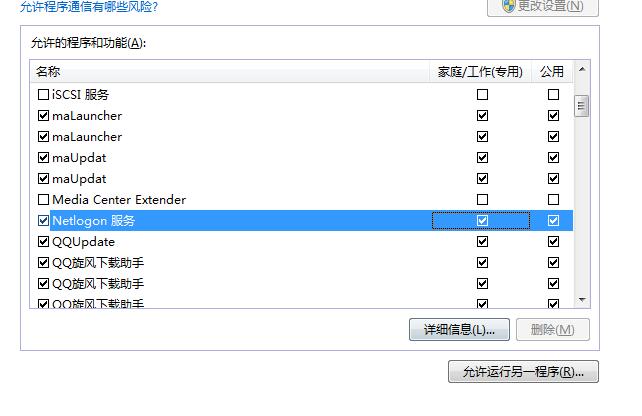 允许程序通信有哪些风险?
更改设置(N)
允许的程序和功能(A):
名称 家庭/工作(专用) 公用
iSCSI 服务
maLauncher
maLauncher
maUpdat
maUpdat
Media Center Extender
Netlogon 服务
QQUpdate
QQ旋风下载助手
QQ旋风下载助手
QQ旋风下载助手
详细信息(L)... 删除(M)
允许运行另一程序(R)...